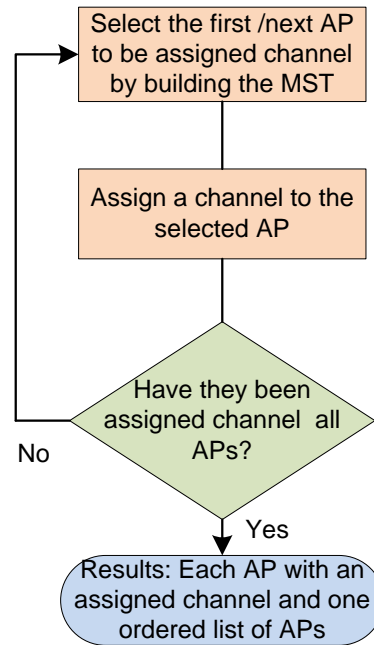 Select the first /next AP
to be assigned channel
by building the MST
Assign a channel to the
selected AP
Have they been
assigned channel all
APs?
No
Yes
Results: Each AP with an
assigned channel and one
ordered list of APs